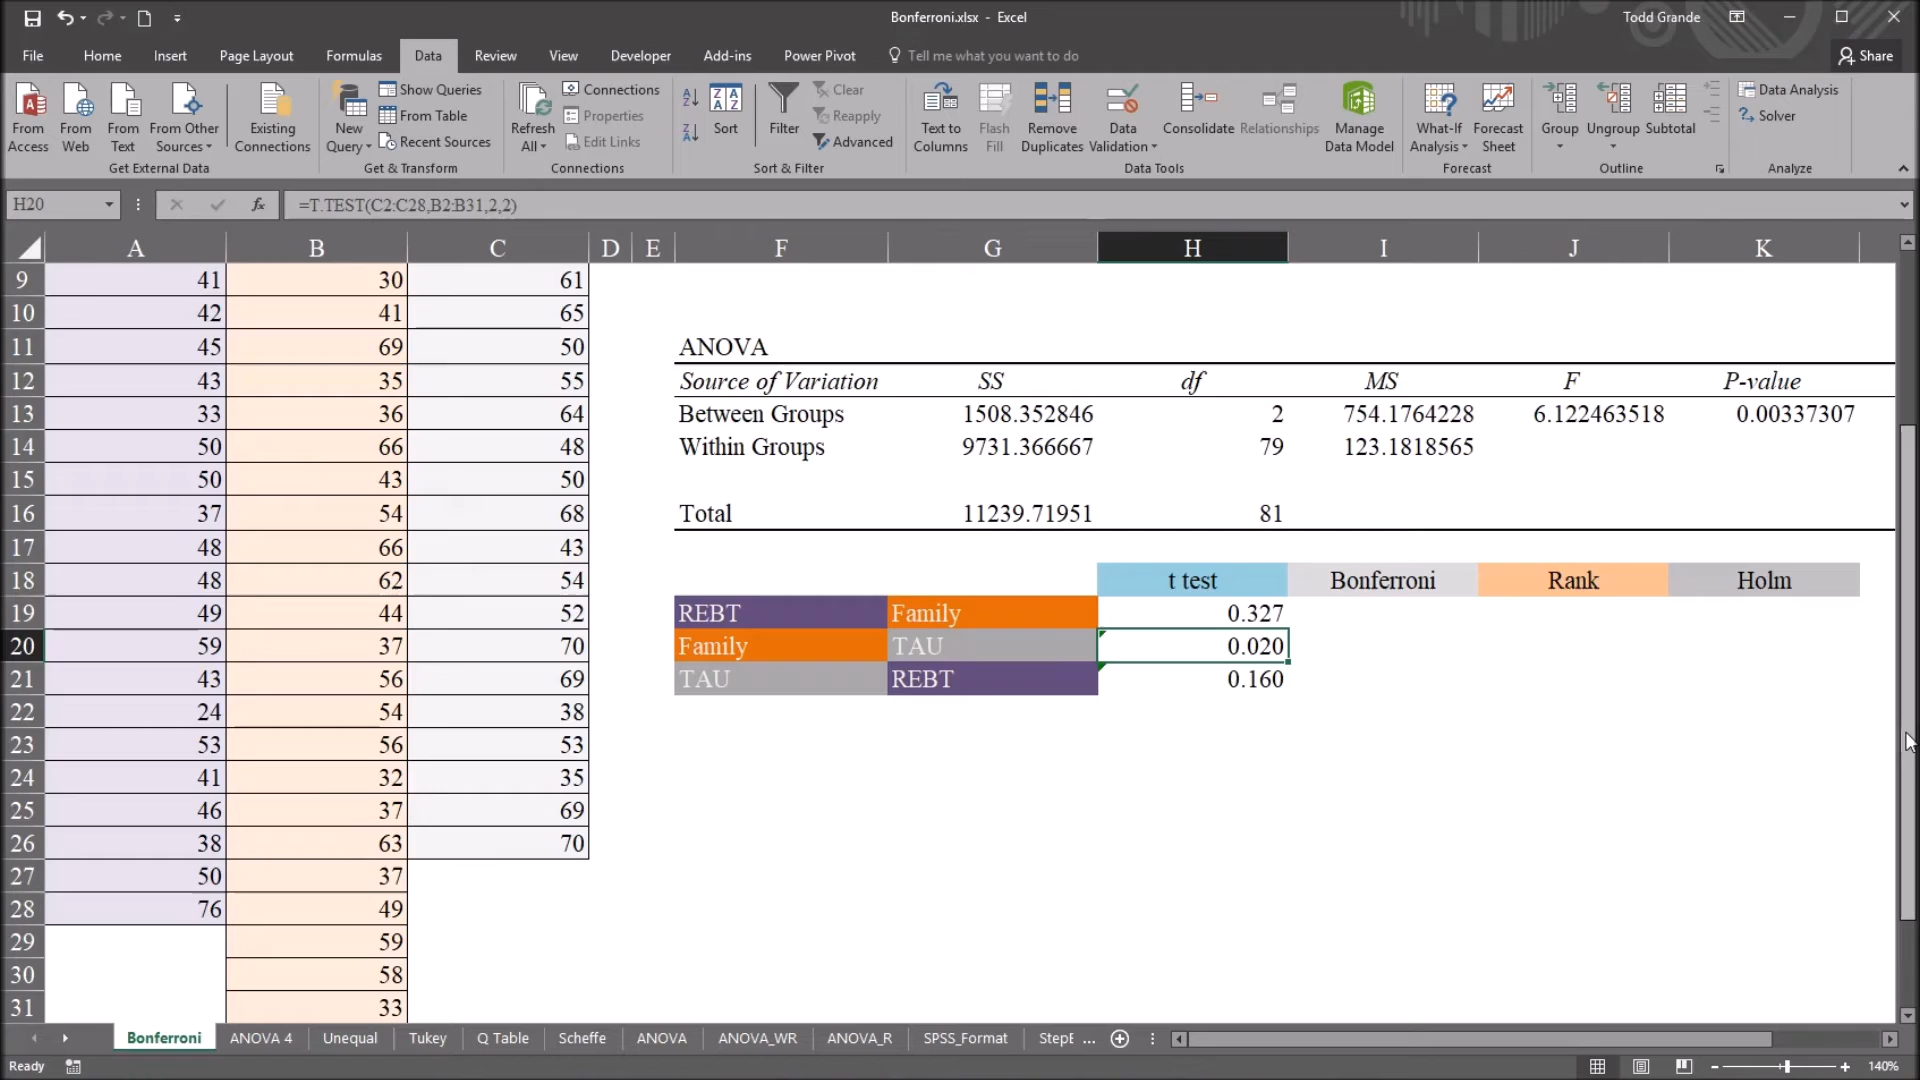 Bonferroni.xlsx - Excel
Todd Grande
File Home Insert Page Layout Formulas Data Review View Developer Add-ins Power Pivot Tell me what you want to do
Share
From Access
From Web
From Text
From Other Sources
Existing Connections
New Query
Show Queries
From Table
Recent Sources
Refresh All
Connections
Properties
Edit Links
Sort
Filter
Clear
Reapply
Advanced
Text to Columns
Flash Fill
Remove Duplicates
Data Validation
Consolidate
Relationships
Manage Data Model
What-If Analysis
Forecast Sheet
Group
Ungroup
Subtotal
Data Analysis
Solver
Get External Data
Get & Transform
Connections
Sort & Filter
Data Tools
Forecast
Outline
Analyze
H20 fx =T.TEST(C2:C28,B2:B31,2,2)
A B C D E F G H I J K
9 41 30 61
10 42 41 65
11 45 69 50 ANOVA
12 43 35 55 Source of Variation SS df MS F P-value
13 33 36 64 Between Groups 1508.352846 2 754.1764228 6.122463518 0.00337307
14 50 66 48 Within Groups 9731.366667 79 123.1818565
15 50 43 50
16 37 54 68 Total 11239.71951 81
17 48 66 43
18 48 62 54 t test Bonferroni Rank Holm
19 49 44 52 REBT Family 0.327
20 59 37 70 Family TAU 0.020
21 43 56 69 TAU REBT 0.160
22 24 54 38
23 53 56 53
24 41 32 35
25 46 37 69
26 38 63 70
27 50 37
28 76 49
29 59
30 58
31 33
Bonferroni ANOVA 4 Unequal Tukey Q Table Scheffe ANOVA ANOVA_WR ANOVA_R SPSS_Format StepE ...
Ready
140%